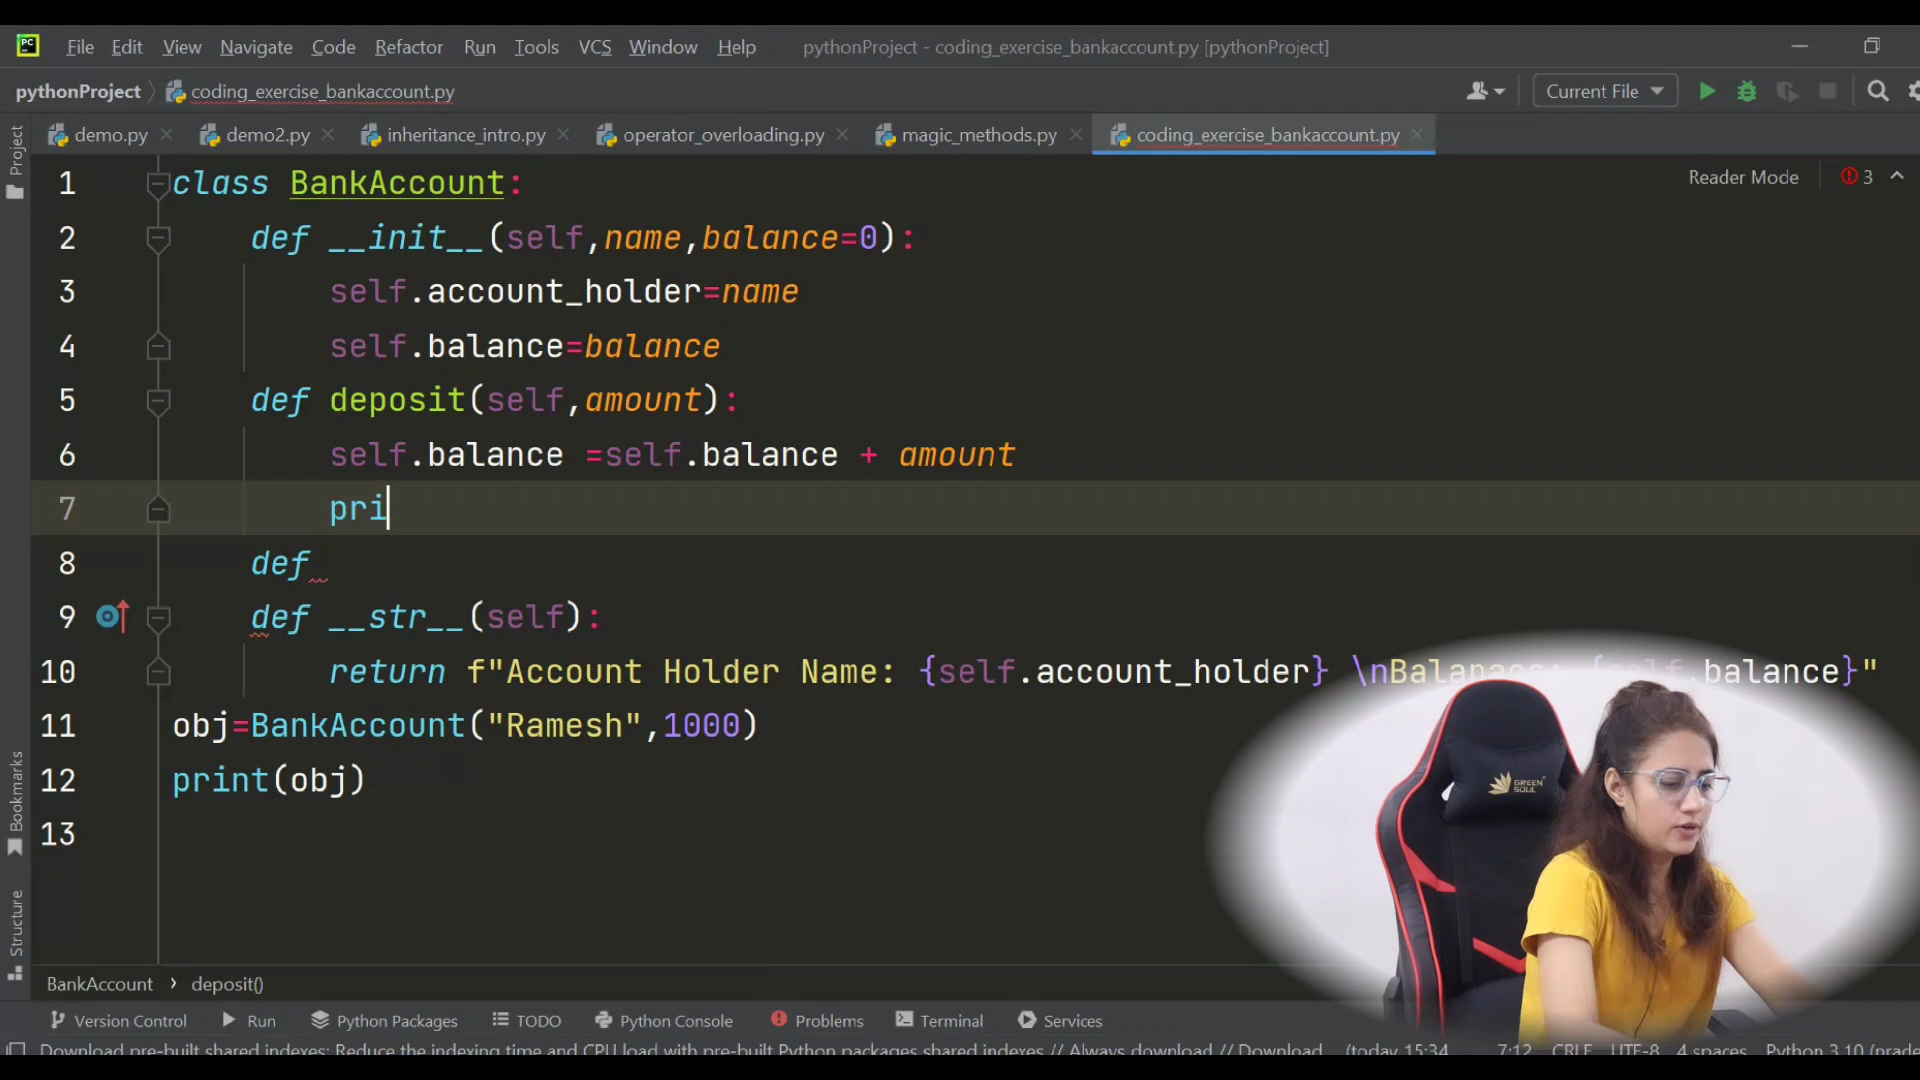 PC File Edit View Navigate Code Refactor Run Tools VCS Window Help pythonProject - coding_exercise_bankaccount.py [pythonProject]
pythonProject coding_exercise_bankaccount.py Current File
demo.py demo2.py inheritance_intro.py operator_overloading.py magic_methods.py coding_exercise_bankaccount.py
Project
Reader Mode 3
1 class BankAccount:
2 def __init__(self,name,balance=0):
3 self.account_holder=name
4 self.balance=balance
5 def deposit(self,amount):
6 self.balance =self.balance + amount
7 pri
8 def
9 def __str__(self):
10 return f"Account Holder Name: {self.account_holder} \nBalanace: {self.balance}"
11 obj=BankAccount("Ramesh",1000)
12 print(obj)
13
Bookmarks
Structure
GREEN
SOUL
BankAccount › deposit()
Version Control Run Python Packages TODO Python Console Problems Terminal Services
Download pre-built shared indexes: Reduce the indexing time and CPU load with pre-built Python packages shared indexes // Always download // Download... (today 15:34 7:12 CRLF UTF-8 4 spaces Python 3.10 (prade